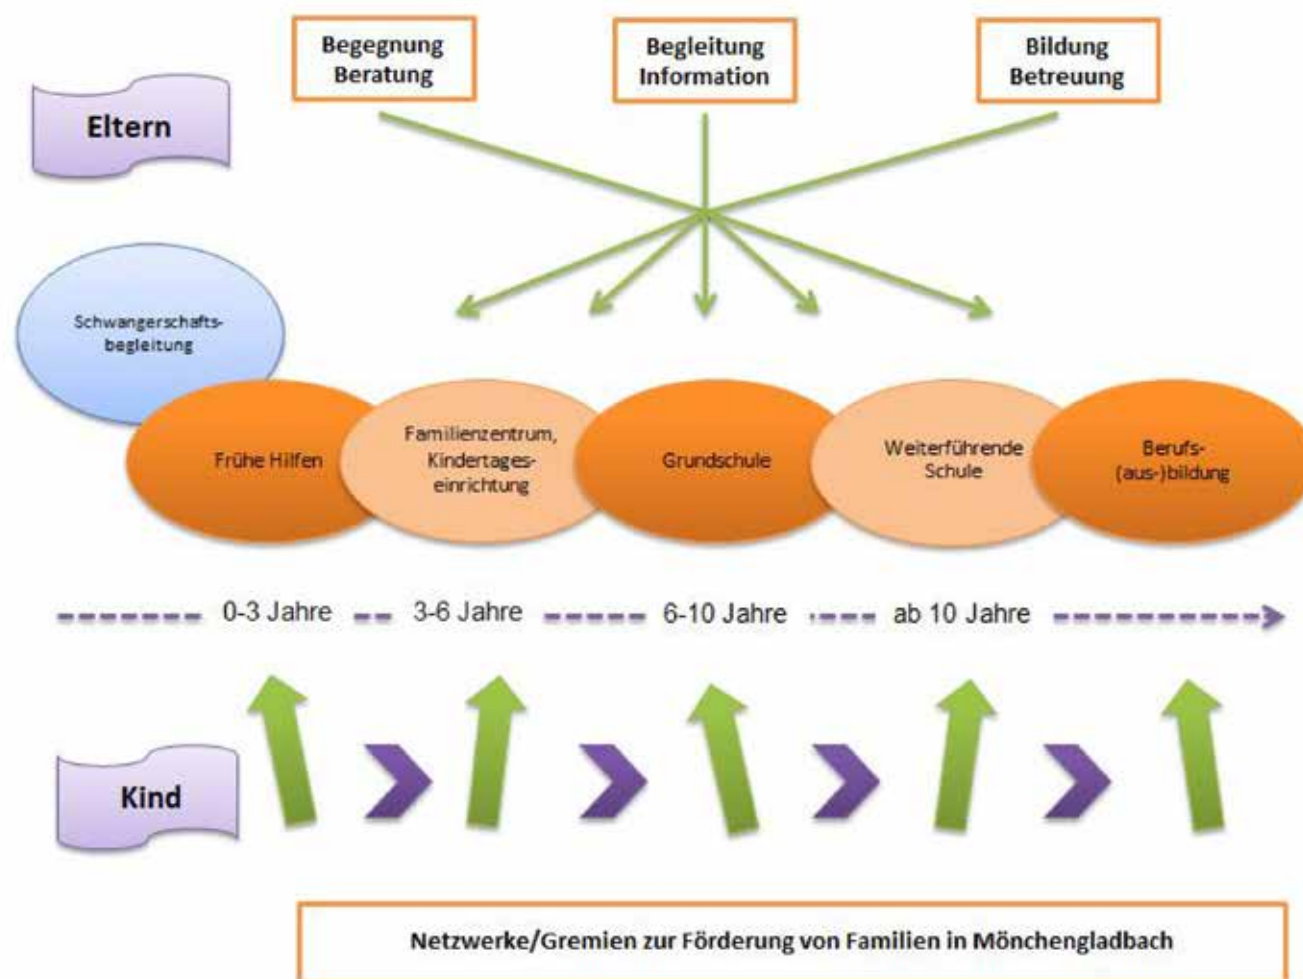 Begegnung
Beratung
Begleitung
Information
Bildung
Betreuung
Eltern
Schwangerschafts-
begleitung
Frühe Hilfen
Familienzentrum,
Kindertages-
einrichtung
Grundschule
Weiterführende
Schule
Berufs-
(aus-)bildung
0-3 Jahre
3-6 Jahre
6-10 Jahre
ab 10 Jahre
Kind
Netzwerke/Gremien zur Förderung von Familien in Mönchengladbach